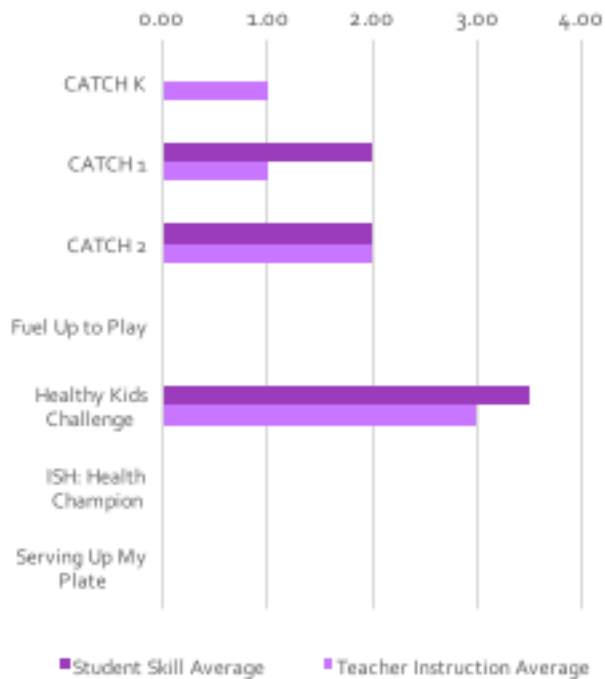 0.00 1.00 2.00 3.00 4.00
CATCH K
CATCH 1
CATCH 2
Fuel Up to Play
Healthy Kids
Challenge
ISH: Health
Champion
Serving Up My
Plate
Student Skill Average Teacher Instruction Average